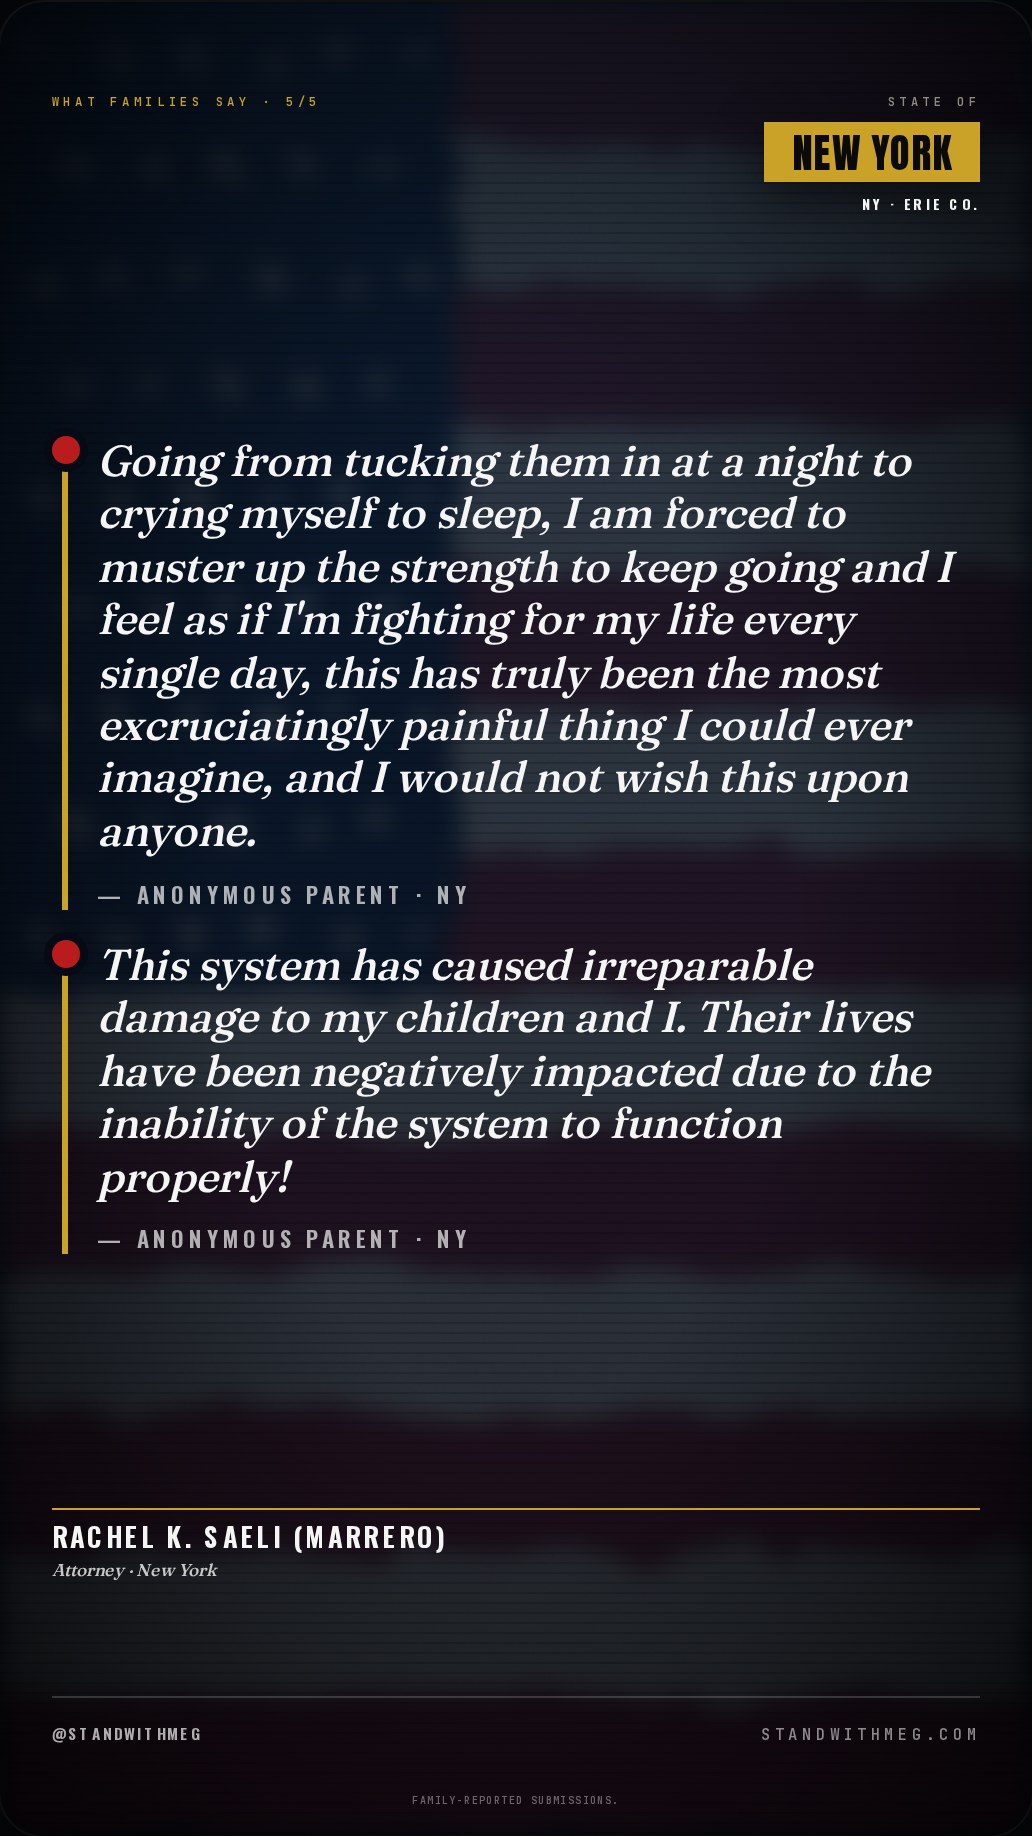 WHAT FAMILIES SAY · 5/5
STATE OF
NEW YORK
NY · ERIE CO.
Going from tucking them in at a night to
crying myself to sleep, I am forced to
muster up the strength to keep going and I
feel as if I'm fighting for my life every
single day, this has truly been the most
excruciatingly painful thing I could ever
imagine, and I would not wish this upon
anyone.
— ANONYMOUS PARENT · NY
This system has caused irreparable
damage to my children and I. Their lives
have been negatively impacted due to the
inability of the system to function
properly!
— ANONYMOUS PARENT · NY
RACHEL K. SAELI (MARRERO)
Attorney · New York
@STANDWITHMEG
STANDWITHMEG.COM
FAMILY-REPORTED SUBMISSIONS.